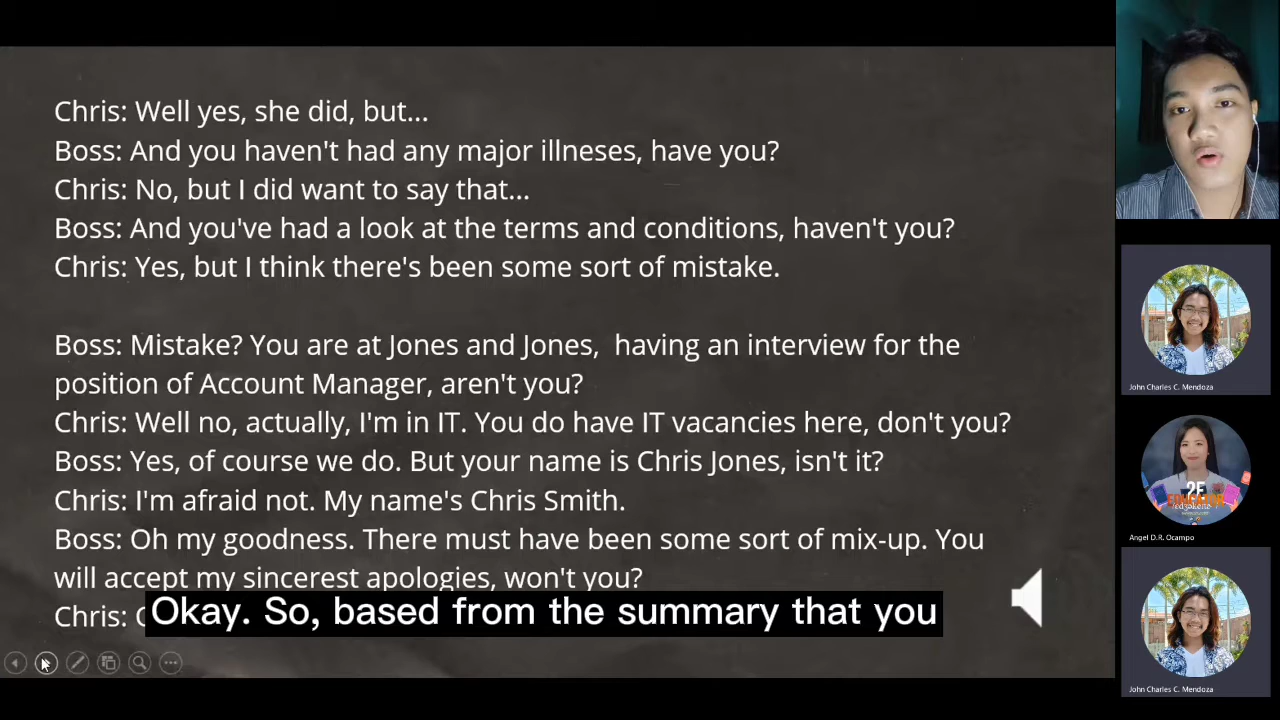 Chris: Well yes, she did, but...
Boss: And you haven't had any major illneses, have you?
Chris: No, but I did want to say that...
Boss: And you've had a look at the terms and conditions, haven't you?
Chris: Yes, but I think there's been some sort of mistake.
Boss: Mistake? You are at Jones and Jones, having an interview for the
position of Account Manager, aren't you?
Chris: Well no, actually, I'm in IT. You do have IT vacancies here, don't you?
Boss: Yes, of course we do. But your name is Chris Jones, isn't it?
Chris: I'm afraid not. My name's Chris Smith.
Boss: Oh my goodness. There must have been some sort of mix-up. You
will accept my sincerest apologies, won't you?
Chris:
Okay. So, based from the summary that you
John Charles C. Mendoza
Angel D.R. Ocampo
John Charles C. Mendoza